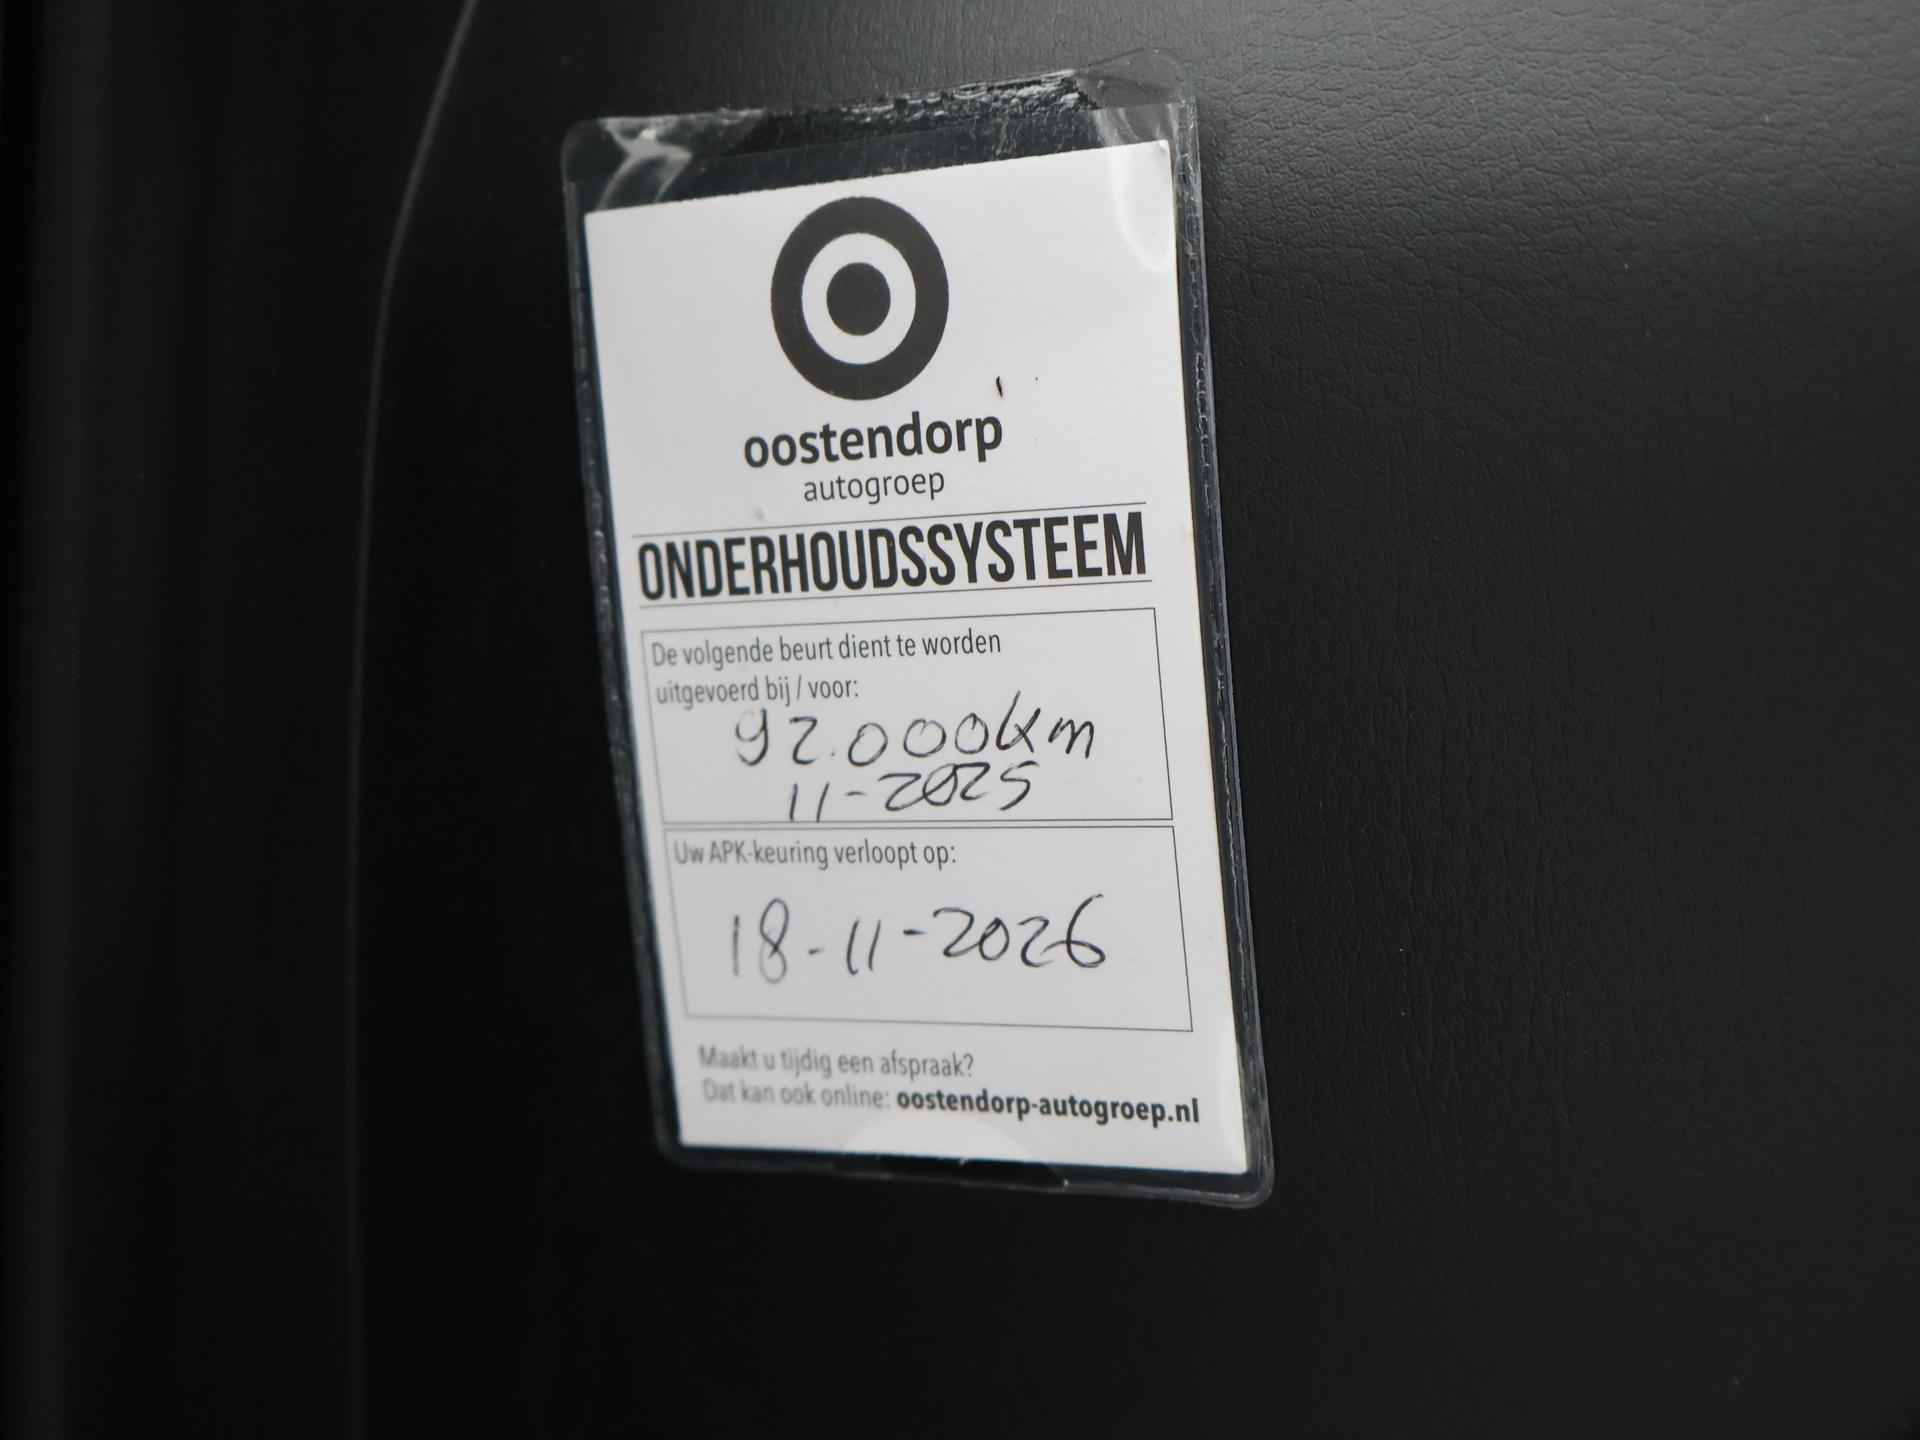 oostendorp
autogroep
ONDERHOUDSSYSTEEM
De volgende beurt dient te worden
uitgevoerd bij / voor:
92.000km
11-2025
Uw APK-keuring verloopt op:
18-11-2026
Maakt u tijdig een afspraak?
Dat kan ook online: oostendorp-autogroep.nl